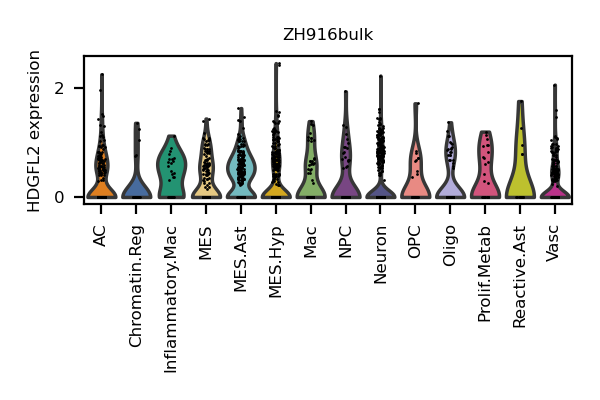 ZH916bulk
HDGFL2 expression
2
0
AC
Chromatin.Reg
Inflammatory.Mac
MES
MES.Ast
MES.Hyp
Mac
NPC
Neuron
OPC
Oligo
Prolif.Metab
Reactive.Ast
Vasc